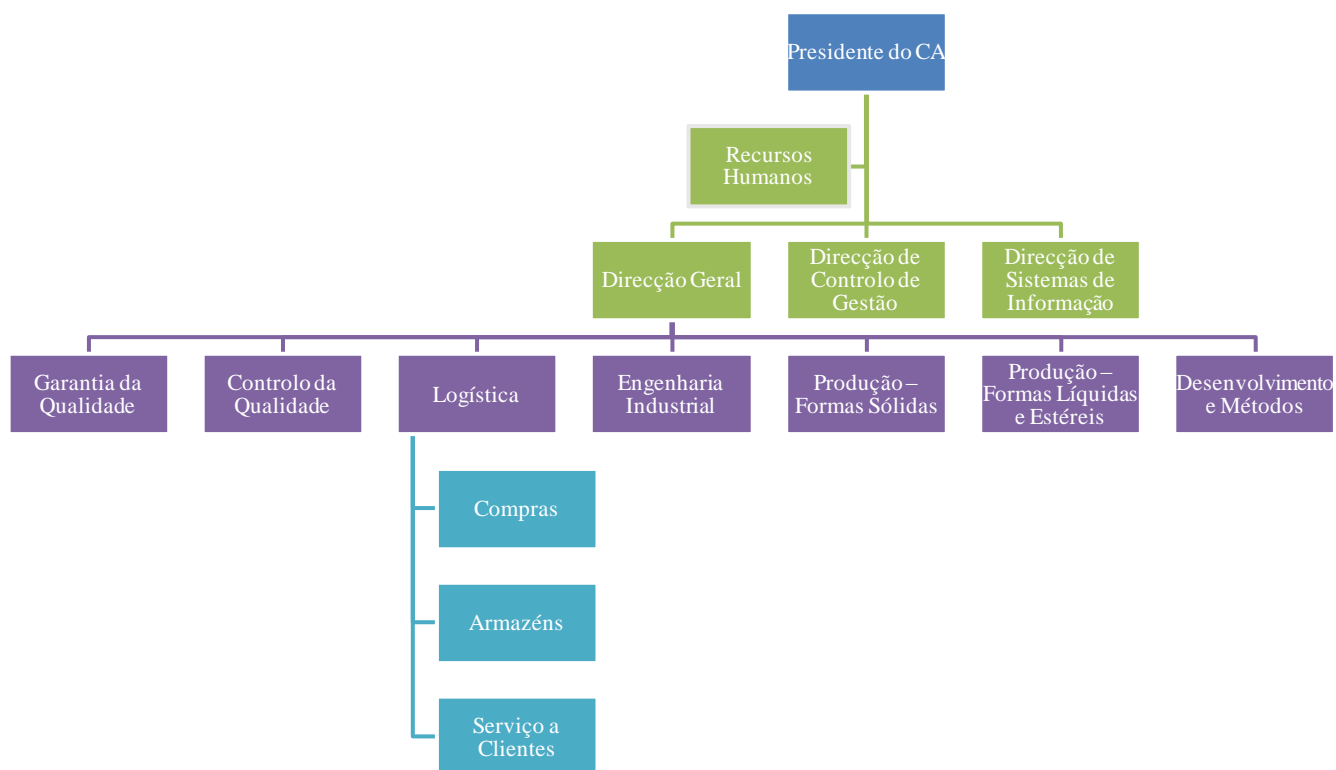 Presidente do CA
Recursos
Humanos
Direcção Geral
Direcção de
Controlo de
Gestão
Direcção de
Sistemas de
Informação
Garantia da
Qualidade
Controlo da
Qualidade
Logística
Engenharia
Industrial
Produção –
Formas Sólidas
Produção –
Formas Líquidas
e Estéreis
Desenvolvimento
e Métodos
Compras
Armazéns
Serviço a
Clientes